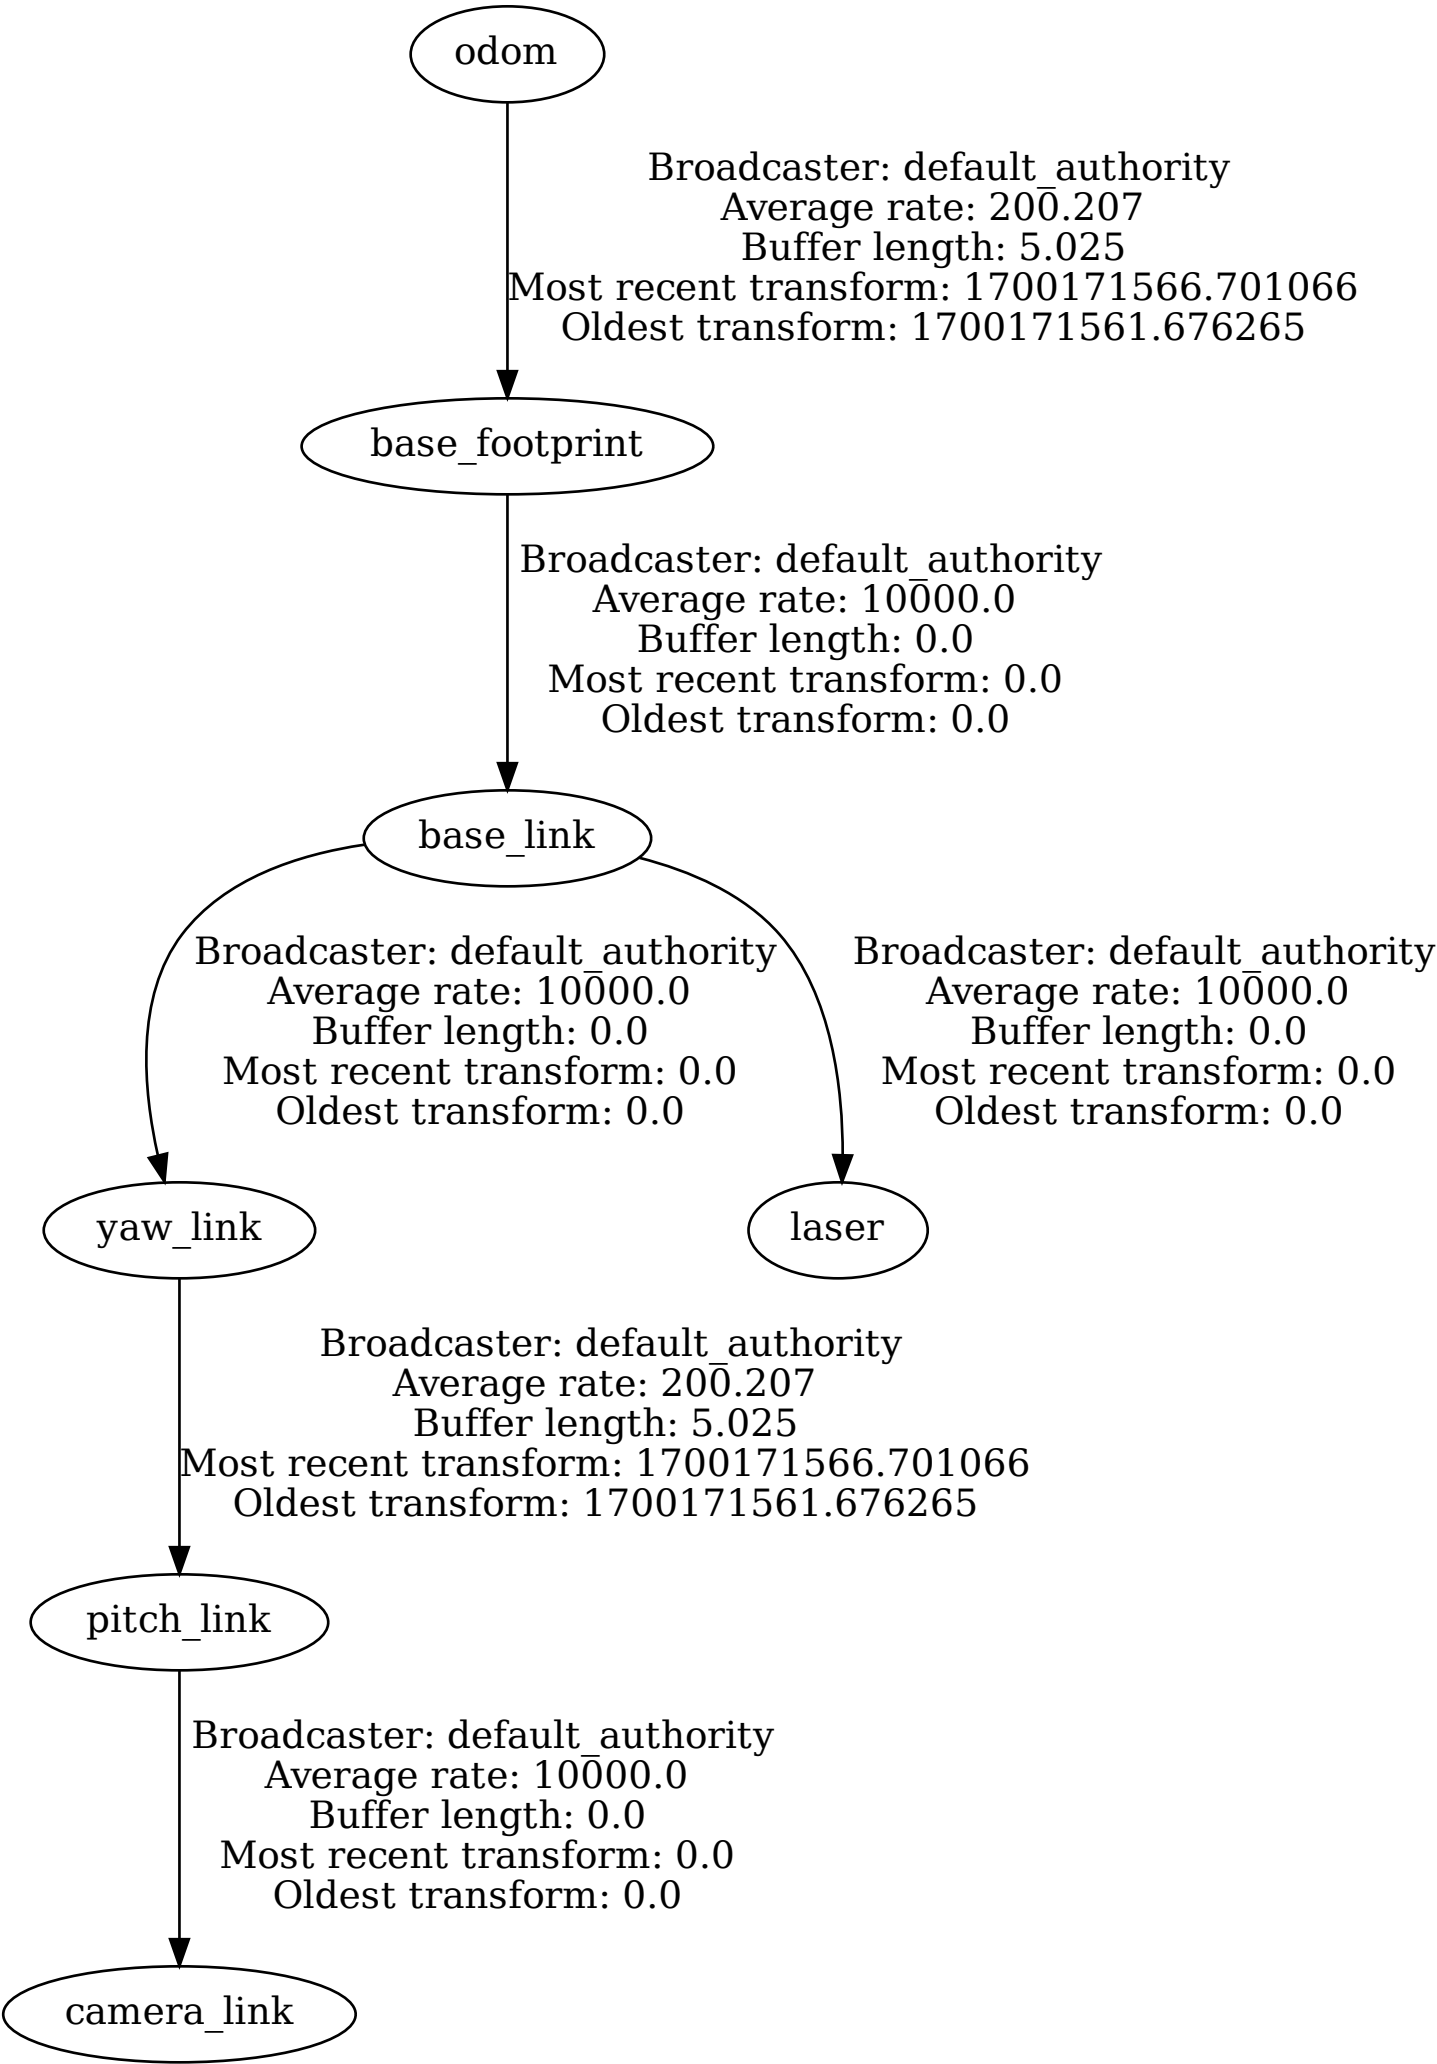 odom
Broadcaster: default_authority
Average rate: 200.207
Buffer length: 5.025
Most recent transform: 1700171566.701066
Oldest transform: 1700171561.676265
base_footprint
Broadcaster: default_authority
Average rate: 10000.0
Buffer length: 0.0
Most recent transform: 0.0
Oldest transform: 0.0
base_link
Broadcaster: default_authority
Average rate: 10000.0
Buffer length: 0.0
Most recent transform: 0.0
Oldest transform: 0.0
Broadcaster: default_authority
Average rate: 10000.0
Buffer length: 0.0
Most recent transform: 0.0
Oldest transform: 0.0
yaw_link
laser
Broadcaster: default_authority
Average rate: 200.207
Buffer length: 5.025
Most recent transform: 1700171566.701066
Oldest transform: 1700171561.676265
pitch_link
Broadcaster: default_authority
Average rate: 10000.0
Buffer length: 0.0
Most recent transform: 0.0
Oldest transform: 0.0
camera_link